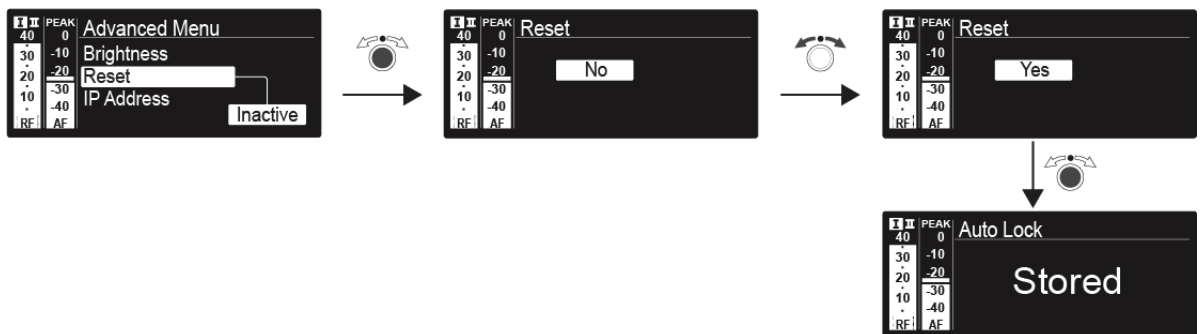 I II PEAK Advanced Menu
40 0
30 -10 Brightness
20 -20 Reset
-30
10 -40 IP Address
Inactive
RF AF
I II PEAK Reset
40 0
30 -10
20 -20 No
-30
10 -40
RF AF
I II PEAK Reset
40 0
30 -10
20 -20 Yes
-30
10 -40
RF AF
I II PEAK Auto Lock
40 0
30 -10
20 -20 Stored
-30
10 -40
RF AF